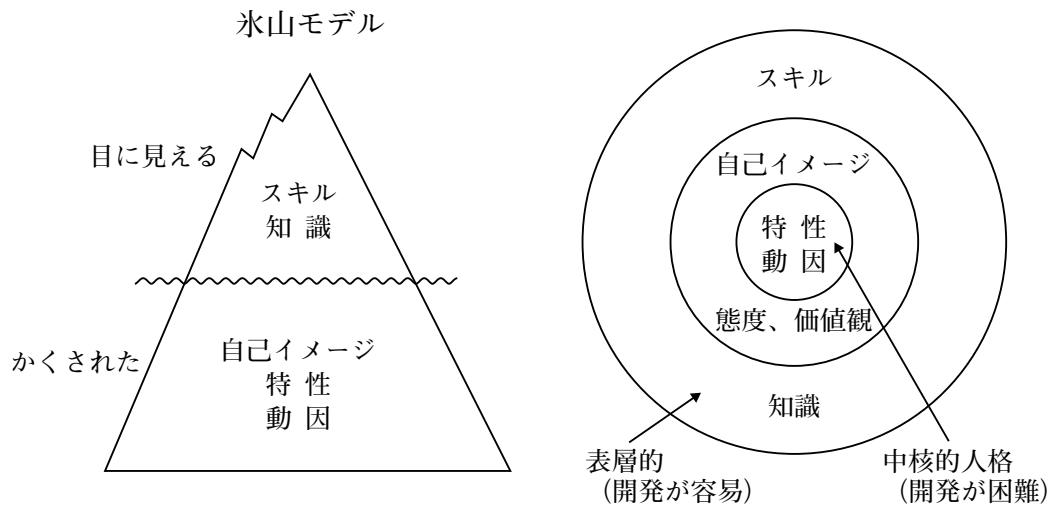 氷山モデル
目に見える
スキル
知 識
かくされた
自己イメージ
特 性
動 因
スキル
自己イメージ
特 性
動 因
態度、価値観
知識
表層的
(開発が容易)
中核的人格
(開発が困難)